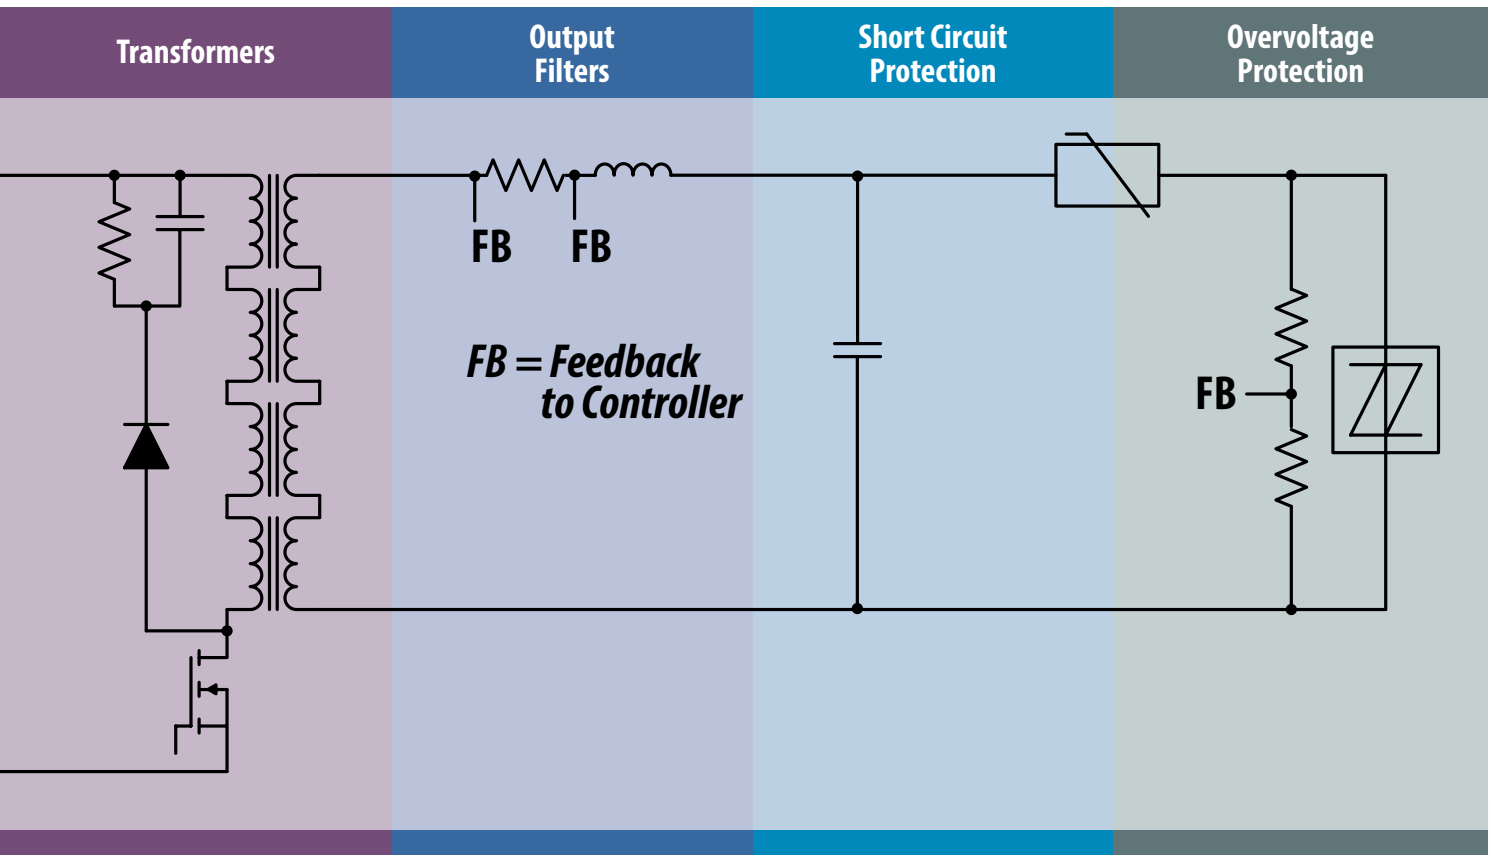 Transformers
Output
Filters
Short Circuit
Protection
Overvoltage
Protection
FB
FB
FB = Feedback
to Controller
FB